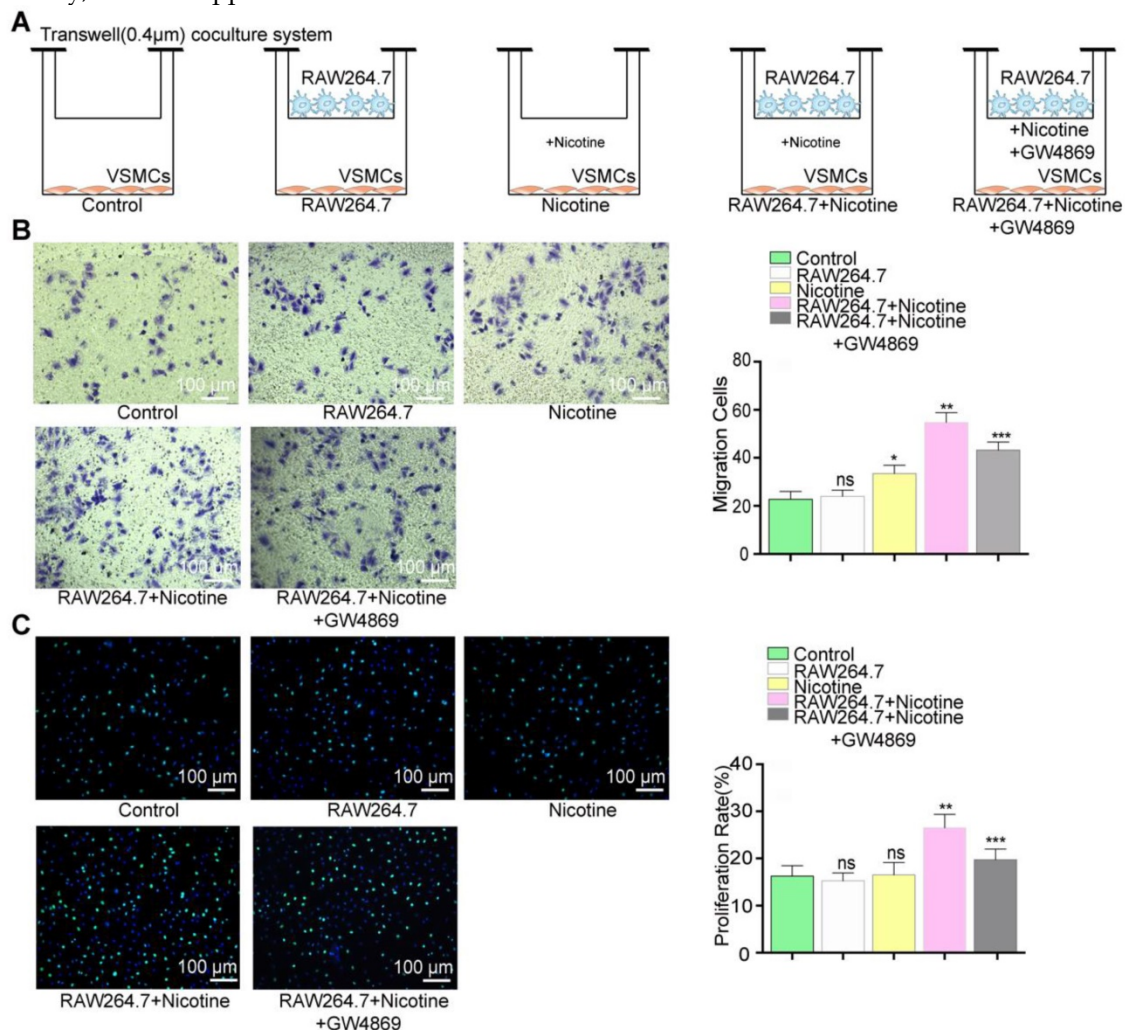 A
Transwell(0.4μm) coculture system
VSMCs
Control
RAW264.7
VSMCs
RAW264.7
+Nicotine
VSMCs
Nicotine
RAW264.7
+Nicotine
VSMCs
RAW264.7+Nicotine
RAW264.7
+Nicotine
+GW4869
VSMCs
RAW264.7+Nicotine
+GW4869
B
100 μm
Control
100 μm
RAW264.7
100 μm
Nicotine
100 μm
RAW264.7+Nicotine
100 μm
RAW264.7+Nicotine
+GW4869
Control
RAW264.7
Nicotine
RAW264.7+Nicotine
RAW264.7+Nicotine
+GW4869
Migration Cells
80
60
40
20
0
ns
*
**
***
C
100 μm
Control
100 μm
RAW264.7
100 μm
Nicotine
100 μm
RAW264.7+Nicotine
100 μm
RAW264.7+Nicotine
+GW4869
Control
RAW264.7
Nicotine
RAW264.7+Nicotine
RAW264.7+Nicotine
+GW4869
Proliferation Rate(%)
40
30
20
10
0
ns
ns
**
***